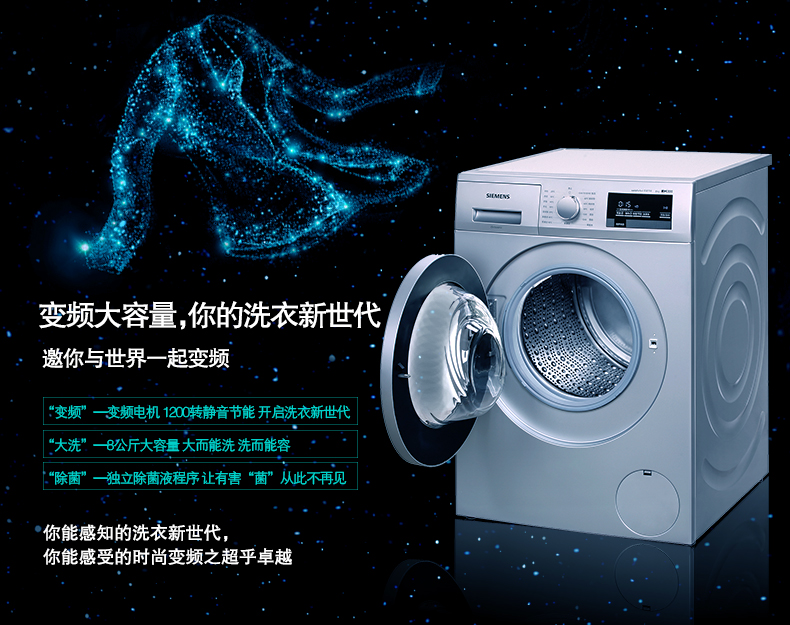 变频大容量,你的洗衣新世代
邀你与世界一起变频
“变频”—变频电机 1200转静音节能 开启洗衣新世代
“大洗”—8公斤大容量 大而能洗 洗而能容
“除菌”—独立除菌液程序 让有害“菌”从此不再见
你能感知的洗衣新世代，
你能感受的时尚变频之超乎卓越
SIEMENS
0:15